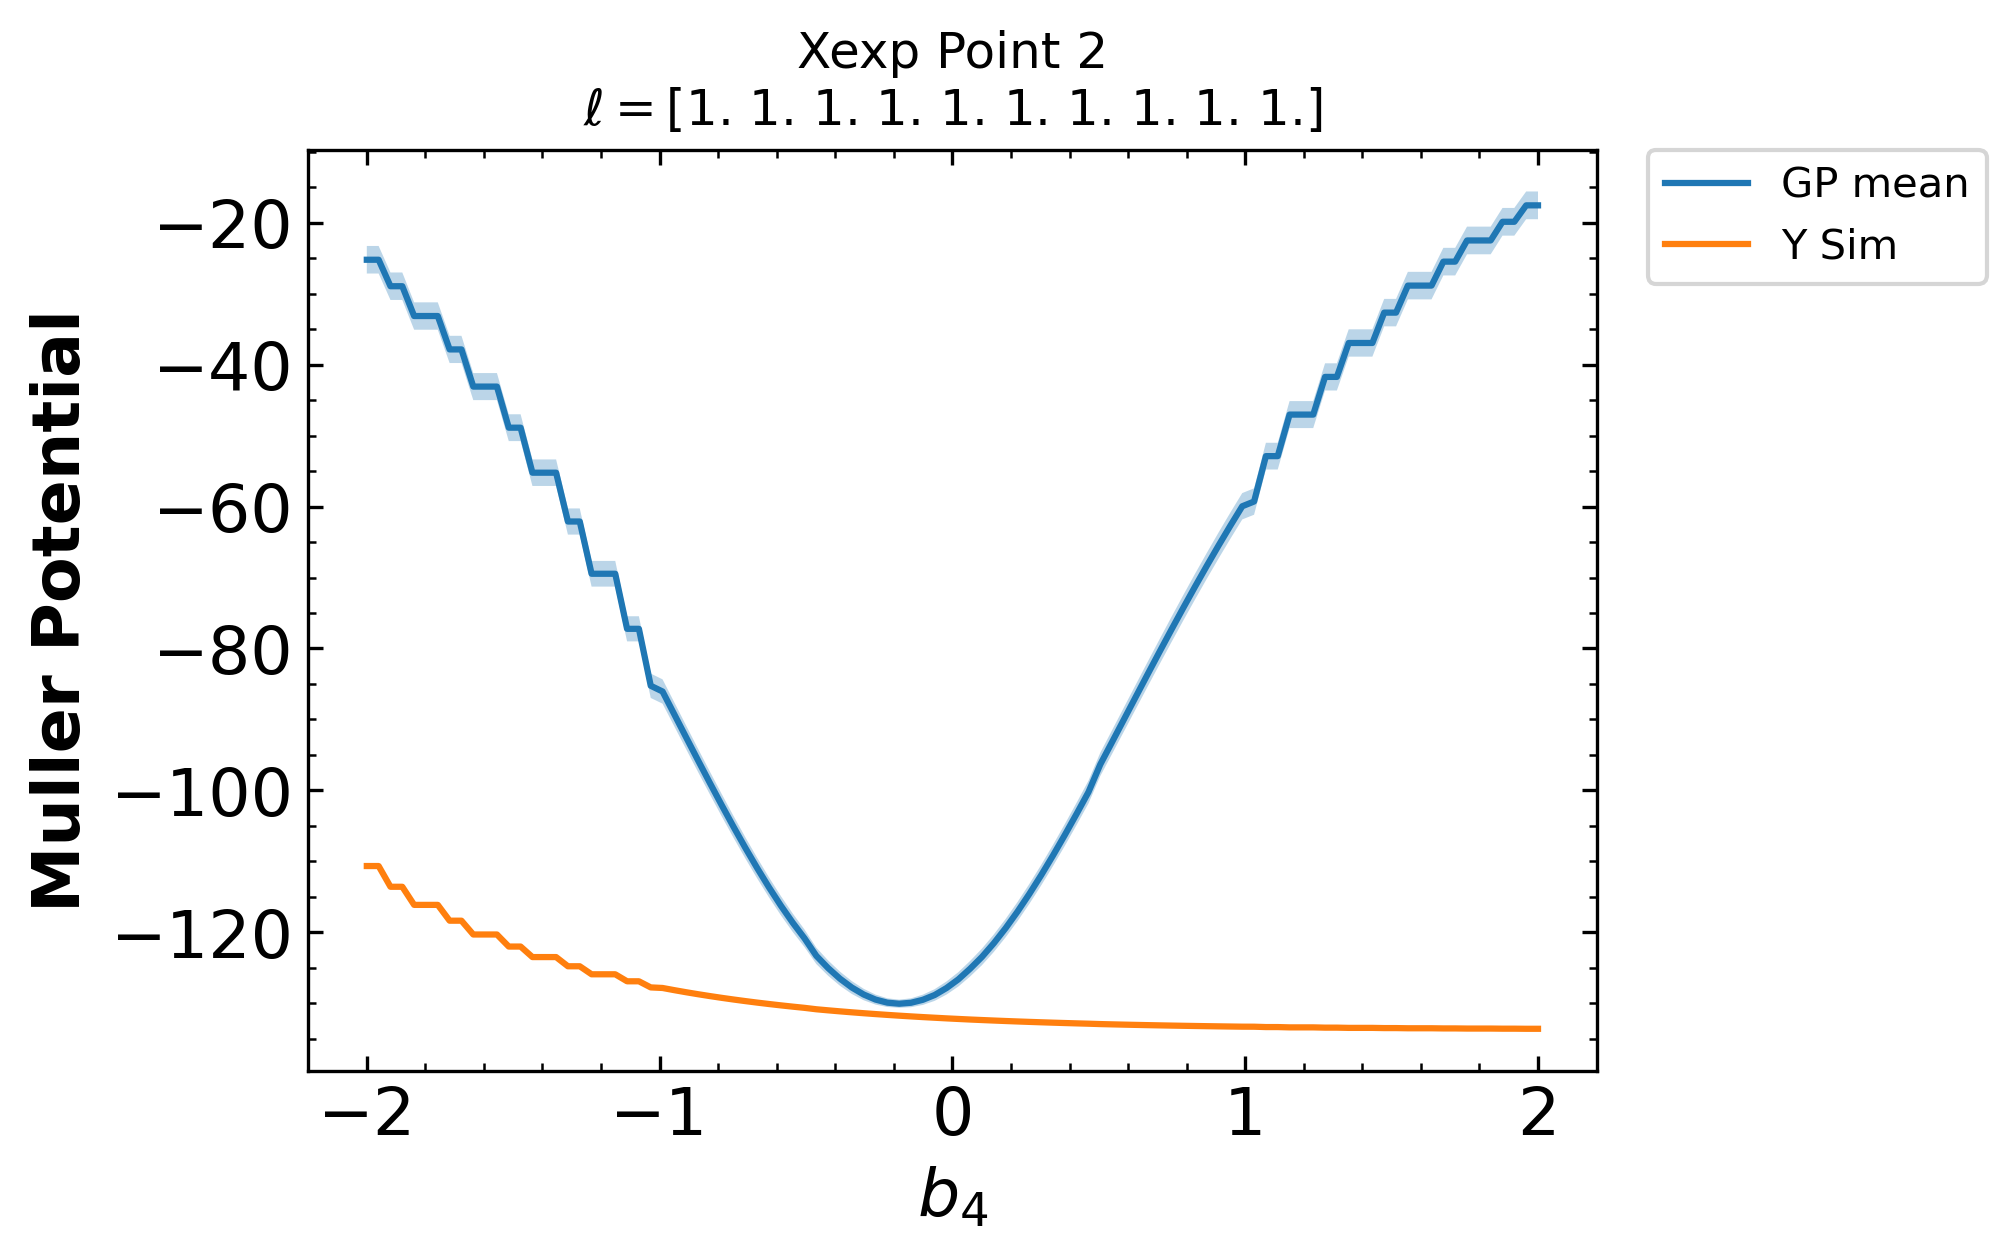 Xexp Point 2
ℓ = [1. 1. 1. 1. 1. 1. 1. 1. 1. 1.]
GP mean
Y Sim
Muller Potential
−20
−40
−60
−80
−100
−120
−2
−1
0
1
2
b₄